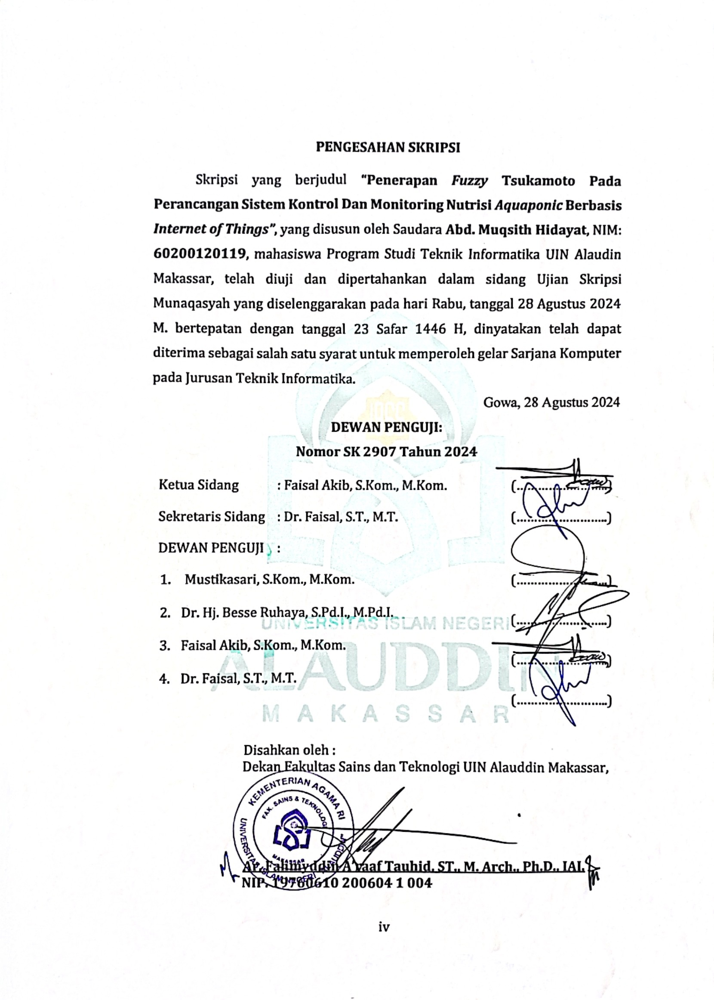 PENGESAHAN SKRIPSI
Skripsi yang berjudul “Penerapan Fuzzy Tsukamoto Pada
Perancangan Sistem Kontrol Dan Monitoring Nutrisi Aquaponic Berbasis
Internet of Things”, yang disusun oleh Saudara Abd. Muqsith Hidayat, NIM:
60200120119, mahasiswa Program Studi Teknik Informatika UIN Alaudin
Makassar, telah diuji dan dipertahankan dalam sidang Ujian Skripsi
Munaqasyah yang diselenggarakan pada hari Rabu, tanggal 28 Agustus 2024
M. bertepatan dengan tanggal 23 Safar 1446 H, dinyatakan telah dapat
diterima sebagai salah satu syarat untuk memperoleh gelar Sarjana Komputer
pada Jurusan Teknik Informatika.
Gowa, 28 Agustus 2024
DEWAN PENGUJI:
Nomor SK 2907 Tahun 2024
Ketua Sidang : Faisal Akib, S.Kom., M.Kom. (..........................)
Sekretaris Sidang : Dr. Faisal, S.T., M.T. (..........................)
DEWAN PENGUJI :
1. Mustikasari, S.Kom., M.Kom. (..........................)
2. Dr. Hj. Besse Ruhaya, S.Pd.I., M.Pd.I. (..........................)
UNIVERSITAS ISLAM NEGERI
3. Faisal Akib, S.Kom., M.Kom. (..........................)
ALAUDDIN
4. Dr. Faisal, S.T., M.T. (..........................)
MAKASSAR
Disahkan oleh :
Dekan Fakultas Sains dan Teknologi UIN Alauddin Makassar,
KEMENTERIAN AGAMA RI
FAK. SAINS & TEKNOLOGI
MAKASSAR
UNIVERSITAS ISLAM NEGERI ALAUDDIN
Ar. Fahmyddin A'raaf Tauhid, ST., M. Arch., Ph.D., IAI.
NIP. 19760610 200604 1 004
iv